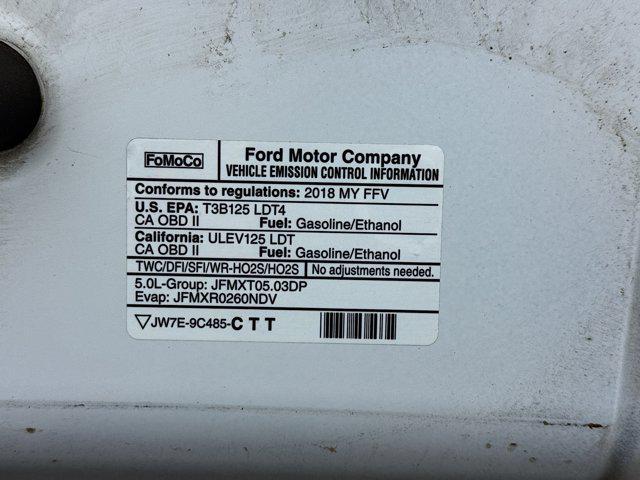 FoMoCo
Ford Motor Company
VEHICLE EMISSION CONTROL INFORMATION
Conforms to regulations: 2018 MY FFV
U.S. EPA: T3B125 LDT4
CA OBD II Fuel: Gasoline/Ethanol
California: ULEV125 LDT
CA OBD II Fuel: Gasoline/Ethanol
TWC/DFI/SFI/WR-HO2S/HO2S No adjustments needed.
5.0L-Group: JFMXT05.03DP
Evap: JFMXR0260NDV
JW7E-9C485-CTT